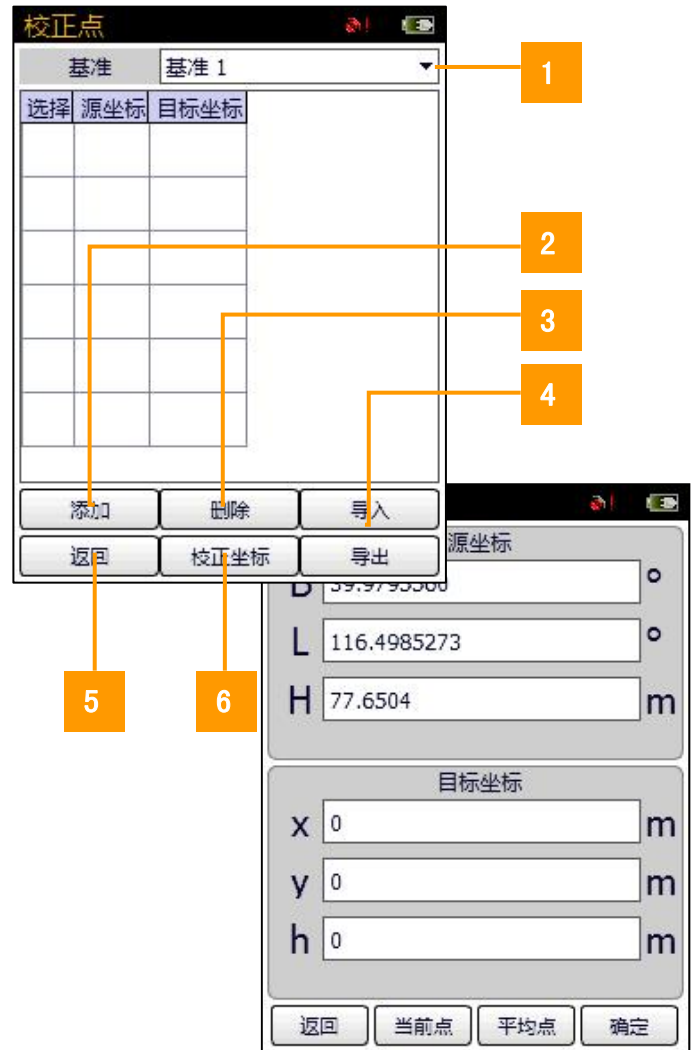 校正点
基准 基准 1
选择 源坐标 目标坐标
添加 删除 导入
返回 校正坐标 导出
1
2
3
4
5
6
源坐标
B °
L 116.4985273 °
H 77.6504 m
目标坐标
x 0 m
y 0 m
h 0 m
返回 当前点 平均点 确定